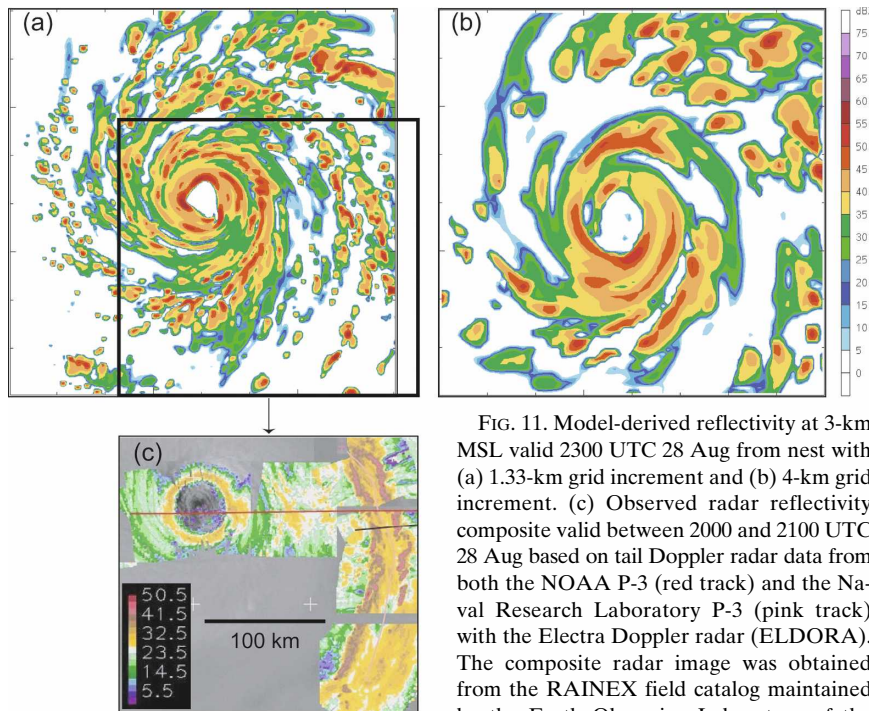 (a)
(b)
dBZ
75
70
65
60
55
50
45
40
35
30
25
20
15
10
5
0
(c)
50.5
41.5
32.5
23.5
14.5
5.5
100 km
FIG. 11. Model-derived reflectivity at 3-km
MSL valid 2300 UTC 28 Aug from nest with
(a) 1.33-km grid increment and (b) 4-km grid
increment. (c) Observed radar reflectivity
composite valid between 2000 and 2100 UTC
28 Aug based on tail Doppler radar data from
both the NOAA P-3 (red track) and the Na-
val Research Laboratory P-3 (pink track)
with the Electra Doppler radar (ELDORA).
The composite radar image was obtained
from the RAINEX field catalog maintained